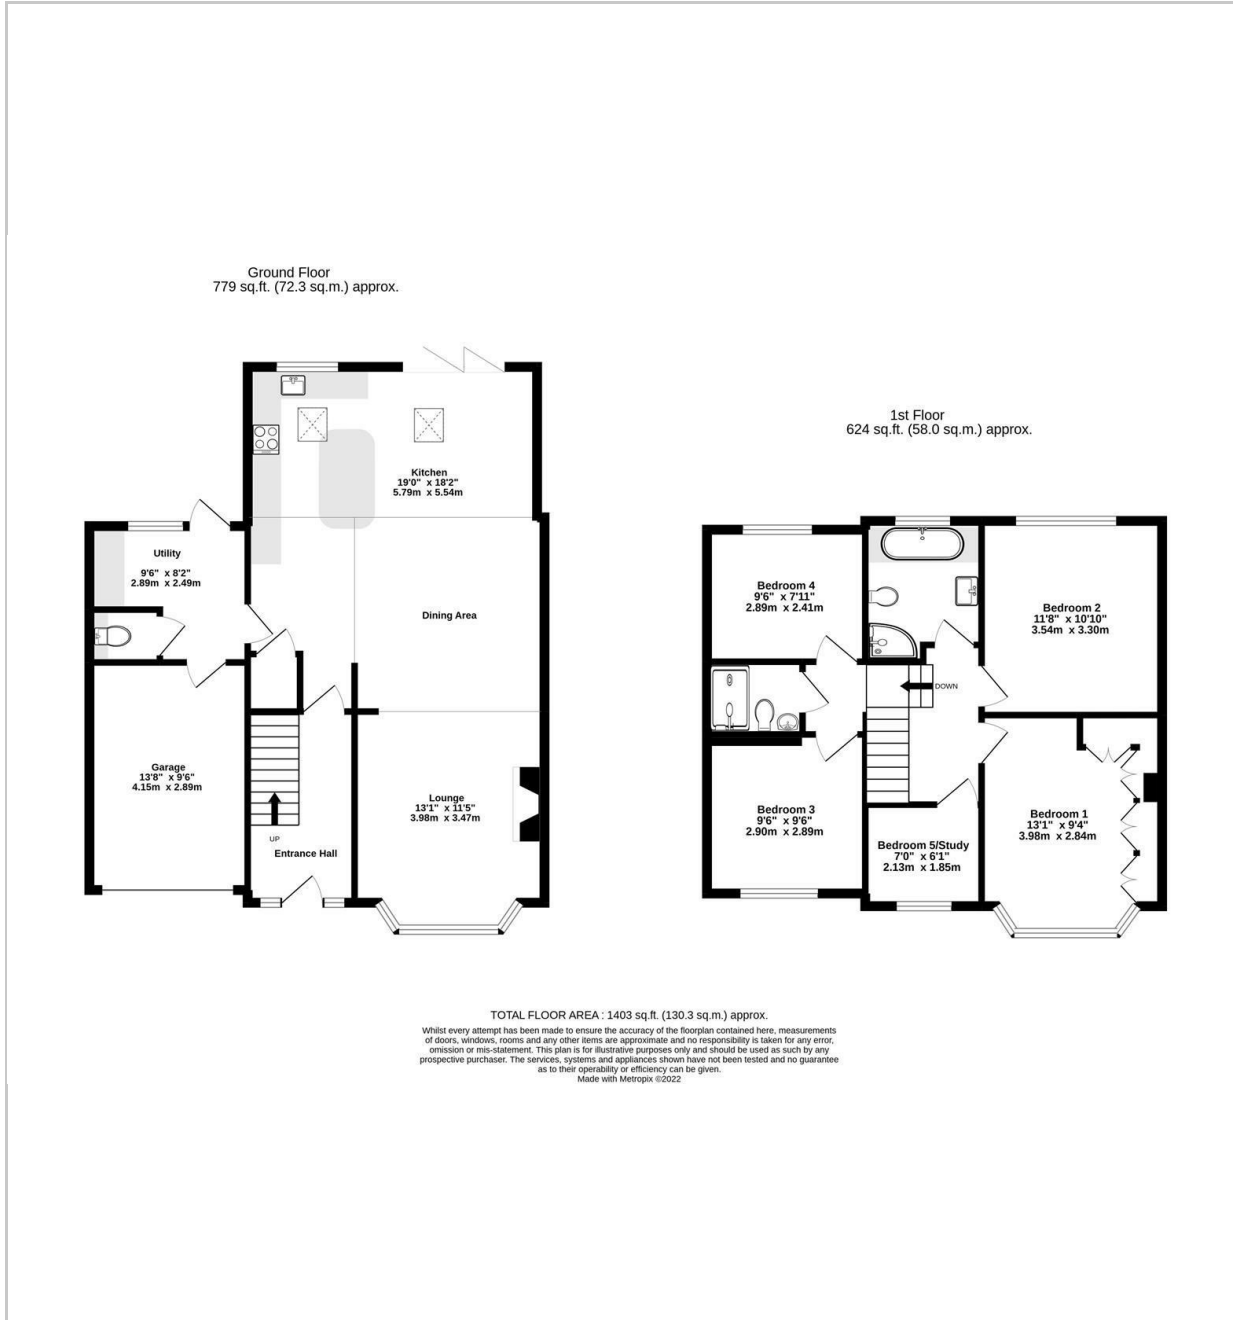 Ground Floor
779 sq.ft. (72.3 sq.m.) approx.
Kitchen
19'0" x 18'2"
5.79m x 5.54m
Utility
9'6" x 8'2"
2.89m x 2.49m
Dining Area
Garage
13'8" x 9'6"
4.15m x 2.89m
Lounge
13'1" x 11'5"
3.98m x 3.47m
UP
Entrance Hall
1st Floor
624 sq.ft. (58.0 sq.m.) approx.
Bedroom 4
9'6" x 7'11"
2.89m x 2.41m
Bedroom 2
11'8" x 10'10"
3.54m x 3.30m
DOWN
Bedroom 3
9'6" x 9'6"
2.90m x 2.89m
Bedroom 1
13'1" x 9'4"
3.98m x 2.84m
Bedroom 5/Study
7'0" x 6'1"
2.13m x 1.85m
TOTAL FLOOR AREA : 1403 sq.ft. (130.3 sq.m.) approx.
Whilst every attempt has been made to ensure the accuracy of the floorplan contained here, measurements
of doors, windows, rooms and any other items are approximate and no responsibility is taken for any error,
omission or mis-statement. This plan is for illustrative purposes only and should be used as such by any
prospective purchaser. The services, systems and appliances shown have not been tested and no guarantee
as to their operability or efficiency can be given.
Made with Metropix ©2022